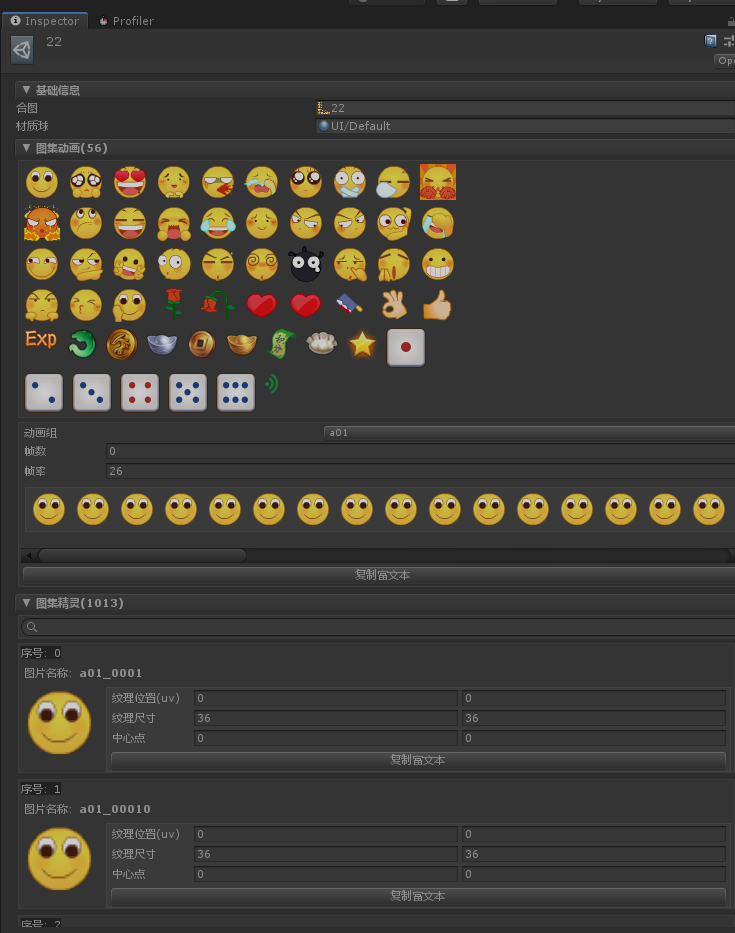 Inspector Profiler
22
Ope
基础信息
合图 22
材质球 UI/Default
图集动画(56)
Exp
动画组 a01
帧数 0
帧率 26
复制富文本
图集精灵(1013)
序号: 0
图片名称: a01_0001
纹理位置(uv) 0 0
纹理尺寸 36 36
中心点 0 0
复制富文本
序号: 1
图片名称: a01_00010
纹理位置(uv) 0 0
纹理尺寸 36 36
中心点 0 0
复制富文本
序号: 2